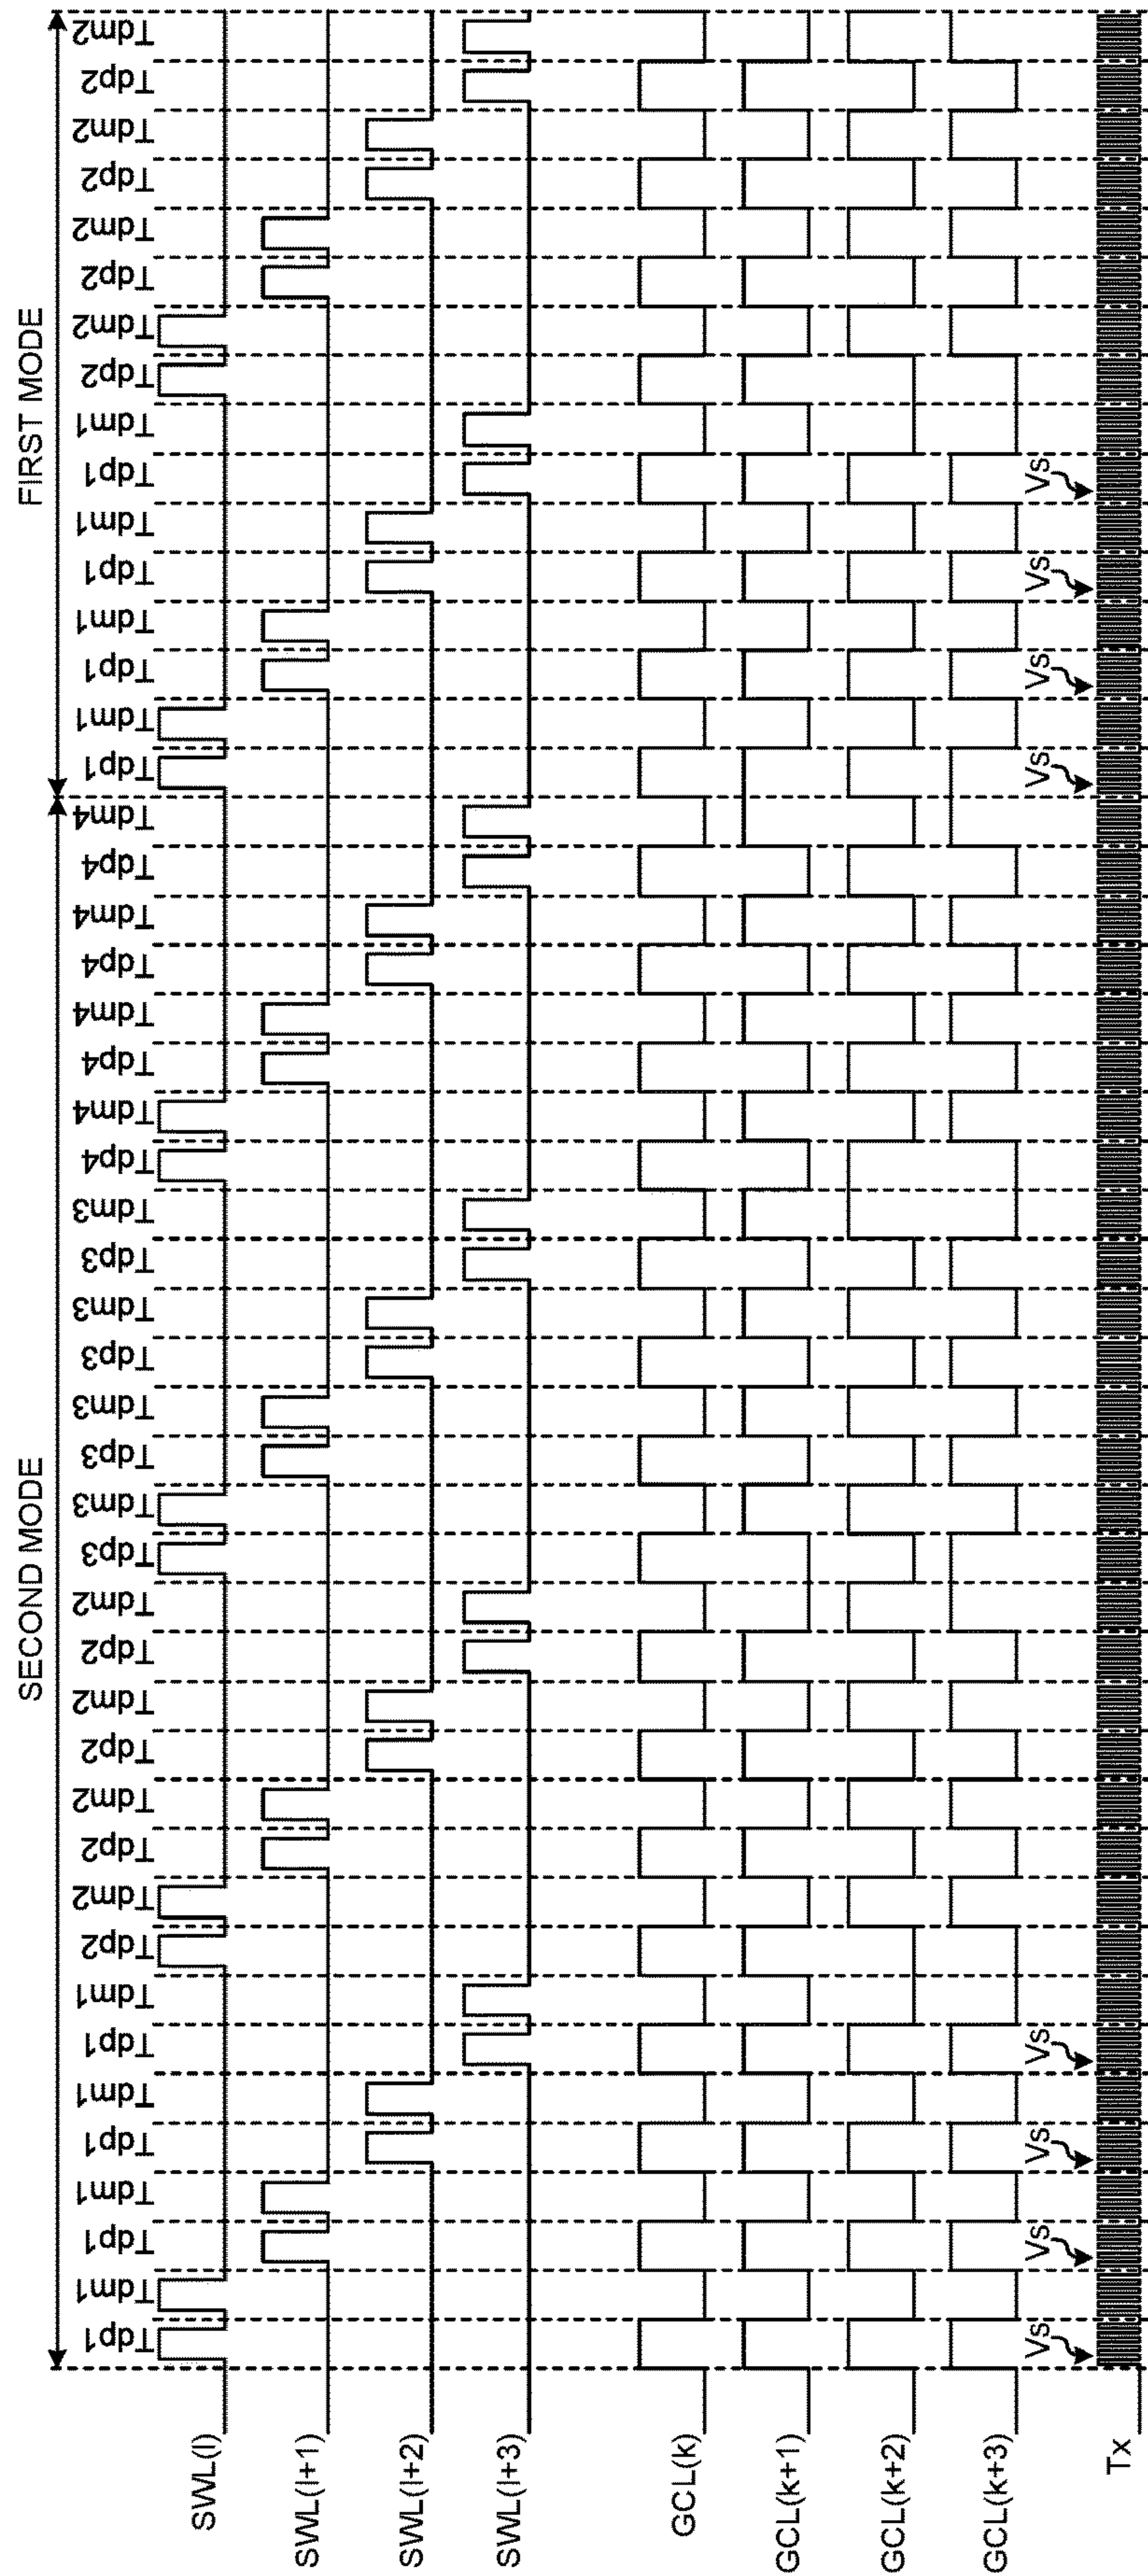 SECOND MODE
FIRST MODE
Tdp1 Tdm1 Tdp1 Tdm1 Tdp1 Tdm1 Tdp1 Tdm1 Tdp2 Tdm2 Tdp2 Tdm2 Tdp2 Tdm2 Tdp2 Tdm2 Tdp3 Tdm3 Tdp3 Tdm3 Tdp3 Tdm3 Tdp3 Tdm3 Tdp4 Tdm4 Tdp4 Tdm4 Tdp4 Tdm4 Tdp4 Tdm4 Tdp1 Tdm1 Tdp1 Tdm1 Tdp1 Tdm1 Tdp1 Tdm1 Tdp2 Tdm2 Tdp2 Tdm2 Tdp2 Tdm2 Tdp2 Tdm2
SWL(l)
SWL(l+1)
SWL(l+2)
SWL(l+3)
GCL(k)
GCL(k+1)
GCL(k+2)
GCL(k+3)
Vs Vs Vs Vs Vs Vs Vs Vs
Tx